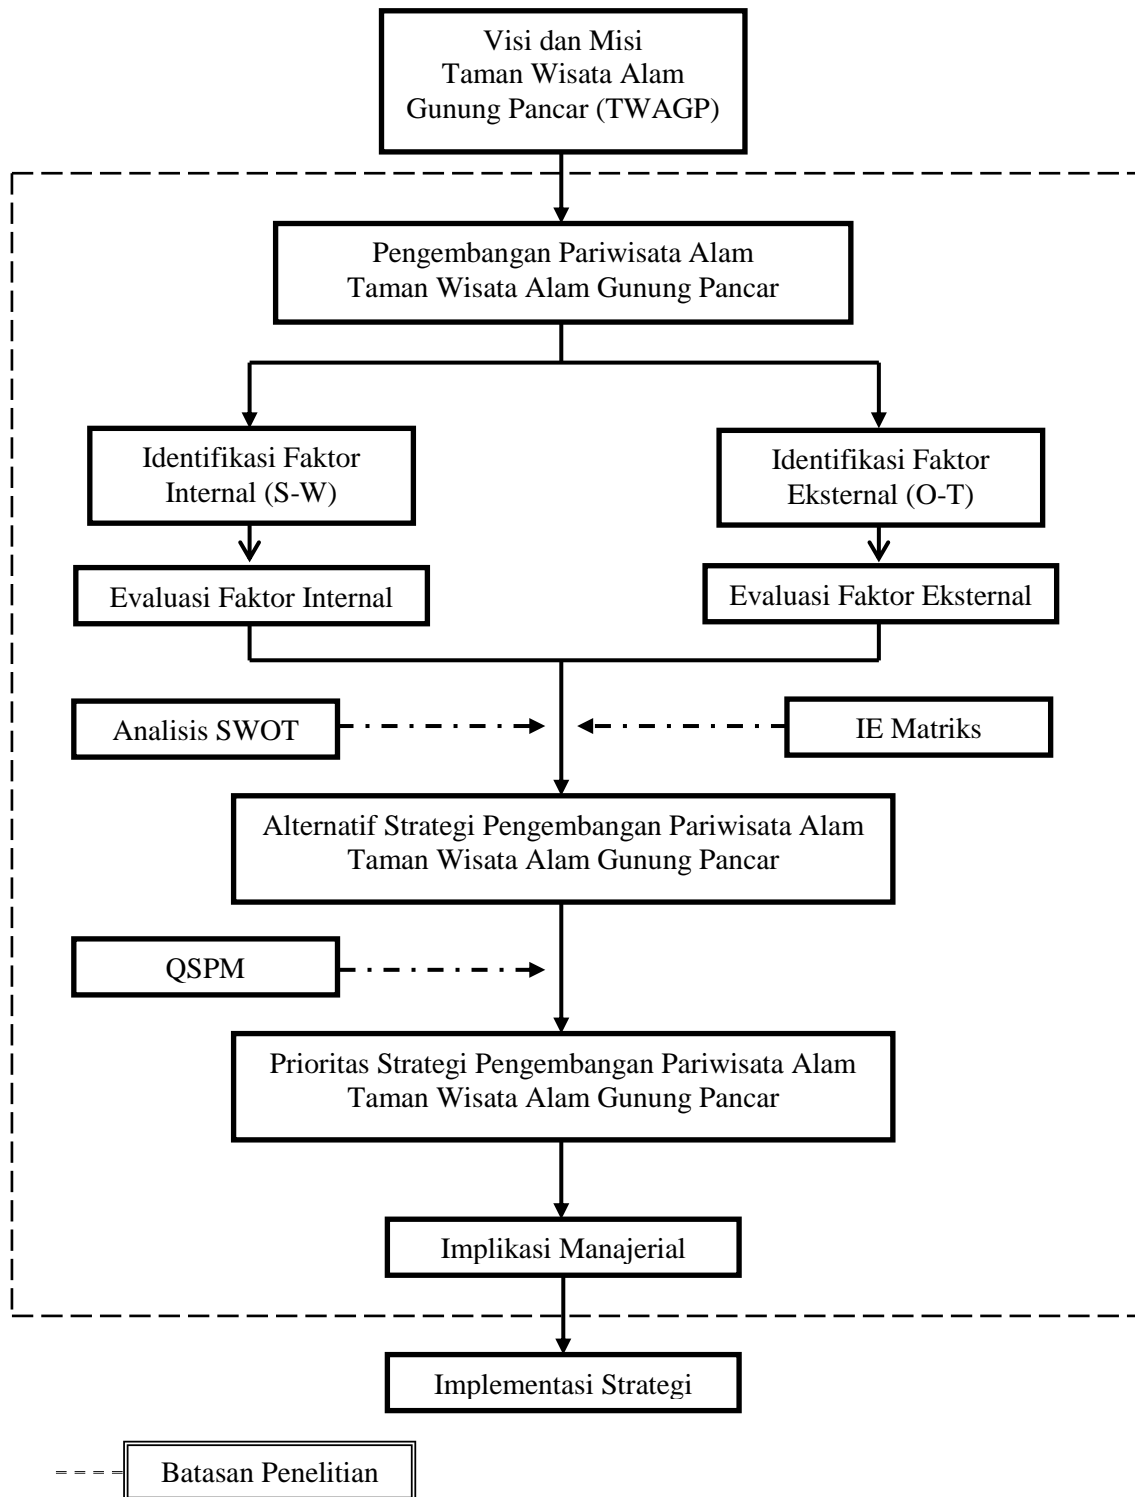 Visi dan Misi
Taman Wisata Alam
Gunung Pancar (TWAGP)
Pengembangan Pariwisata Alam
Taman Wisata Alam Gunung Pancar
Identifikasi Faktor
Internal (S-W)
Identifikasi Faktor
Eksternal (O-T)
Evaluasi Faktor Internal
Evaluasi Faktor Eksternal
Analisis SWOT
IE Matriks
Alternatif Strategi Pengembangan Pariwisata Alam
Taman Wisata Alam Gunung Pancar
QSPM
Prioritas Strategi Pengembangan Pariwisata Alam
Taman Wisata Alam Gunung Pancar
Implikasi Manajerial
Implementasi Strategi
Batasan Penelitian